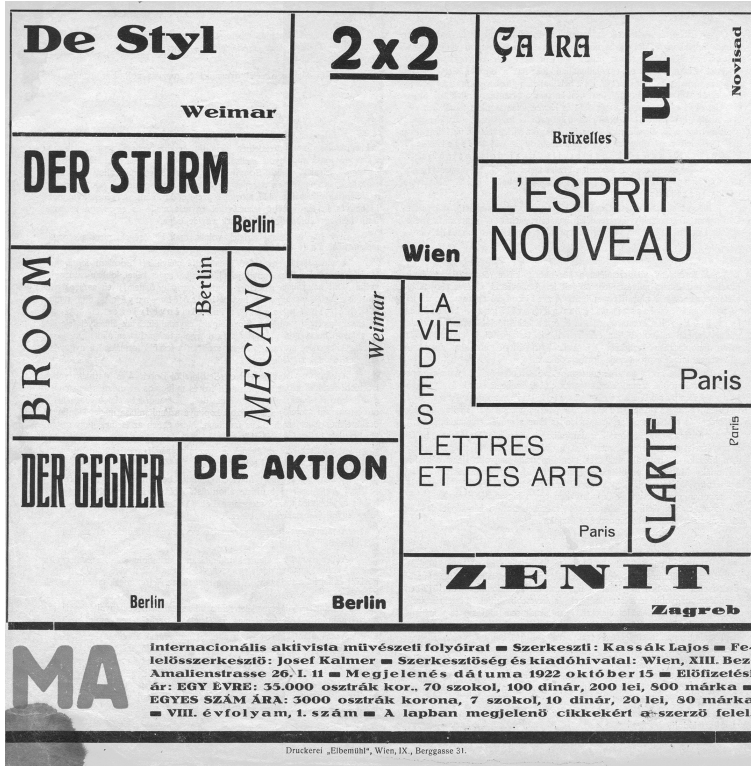 De Styl
Weimar
2x2
Wien
ÇA IRA
Brüxelles
UT
Novisad
DER STURM
Berlin
L'ESPRIT
NOUVEAU
Paris
BROOM
Berlin
MECANO
Weimar
LA
VIE
D
E
S
LETTRES
ET DES ARTS
Paris
CLARTE
Paris
DER GEGNER
Berlin
DIE AKTION
Berlin
ZENIT
Zagreb
MA
internacionális aktivista müvészeti folyóirat ▬ Szerkeszti: Kassák Lajos ▬ Fe-
lelösszerkesztö: Josef Kalmer ▬ Szerkesztöség és kiadóhivatal: Wien, XIII. Bez.
Amalienstrasse 26. I. 11 ▬ Megjelenés dátuma 1922 október 15 ▬ Elöfizetési
ár: EGY ÉVRE: 35.000 osztrák kor., 70 szokol, 100 dinár, 200 lei, 800 márka ▬
EGYES SZÁM ÁRA: 3000 osztrák korona, 7 szokol, 10 dinár, 20 lei, 80 márka
▬ VIII. évfolyam, 1. szám ▬ A lapban megjelenö cikkekért a szerzö felel.
Druckerei „Elbemühl", Wien, IX., Berggasse 31.